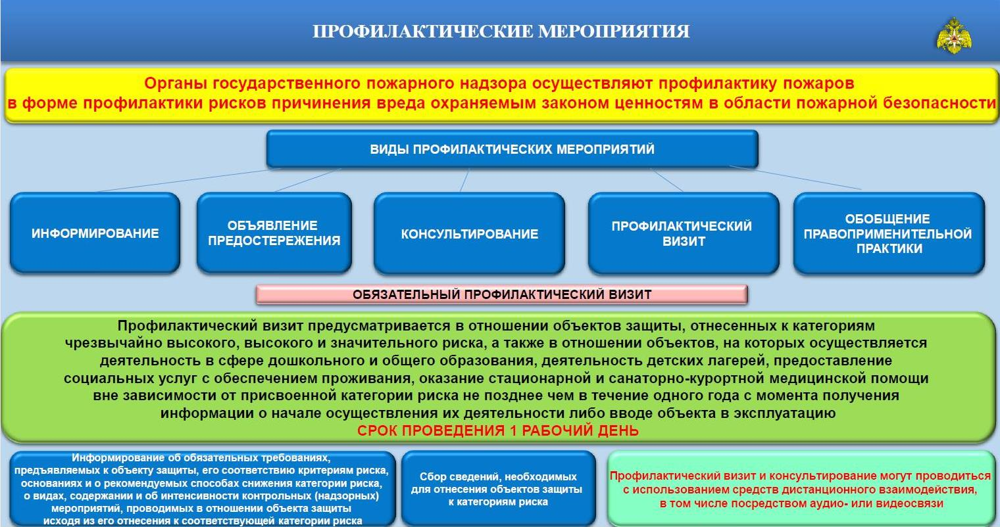 ПРОФИЛАКТИЧЕСКИЕ МЕРОПРИЯТИЯ
Органы государственного пожарного надзора осуществляют профилактику пожаров
в форме профилактики рисков причинения вреда охраняемым законом ценностям в области пожарной безопасности
ВИДЫ ПРОФИЛАКТИЧЕСКИХ МЕРОПРИЯТИЙ
ИНФОРМИРОВАНИЕ
ОБЪЯВЛЕНИЕ
ПРЕДОСТЕРЕЖЕНИЯ
КОНСУЛЬТИРОВАНИЕ
ПРОФИЛАКТИЧЕСКИЙ
ВИЗИТ
ОБОБЩЕНИЕ
ПРАВОПРИМЕНИТЕЛЬНОЙ
ПРАКТИКИ
ОБЯЗАТЕЛЬНЫЙ ПРОФИЛАКТИЧЕСКИЙ ВИЗИТ
Профилактический визит предусматривается в отношении объектов защиты, отнесенных к категориям
чрезвычайно высокого, высокого и значительного риска, а также в отношении объектов, на которых осуществляется
деятельность в сфере дошкольного и общего образования, деятельность детских лагерей, предоставление
социальных услуг с обеспечением проживания, оказание стационарной и санаторно-курортной медицинской помощи
вне зависимости от присвоенной категории риска не позднее чем в течение одного года с момента получения
информации о начале осуществления их деятельности либо вводе объекта в эксплуатацию
СРОК ПРОВЕДЕНИЯ 1 РАБОЧИЙ ДЕНЬ
Информирование об обязательных требованиях,
предъявляемых к объекту защиты, его соответствию критериям риска,
основаниях и о рекомендуемых способах снижения категории риска,
о видах, содержании и об интенсивности контрольных (надзорных)
мероприятий, проводимых в отношении объекта защиты
исходя из его отнесения к соответствующей категории риска
Сбор сведений, необходимых
для отнесения объектов защиты
к категориям риска
Профилактический визит и консультирование могут проводиться
с использованием средств дистанционного взаимодействия,
в том числе посредством аудио- или видеосвязи